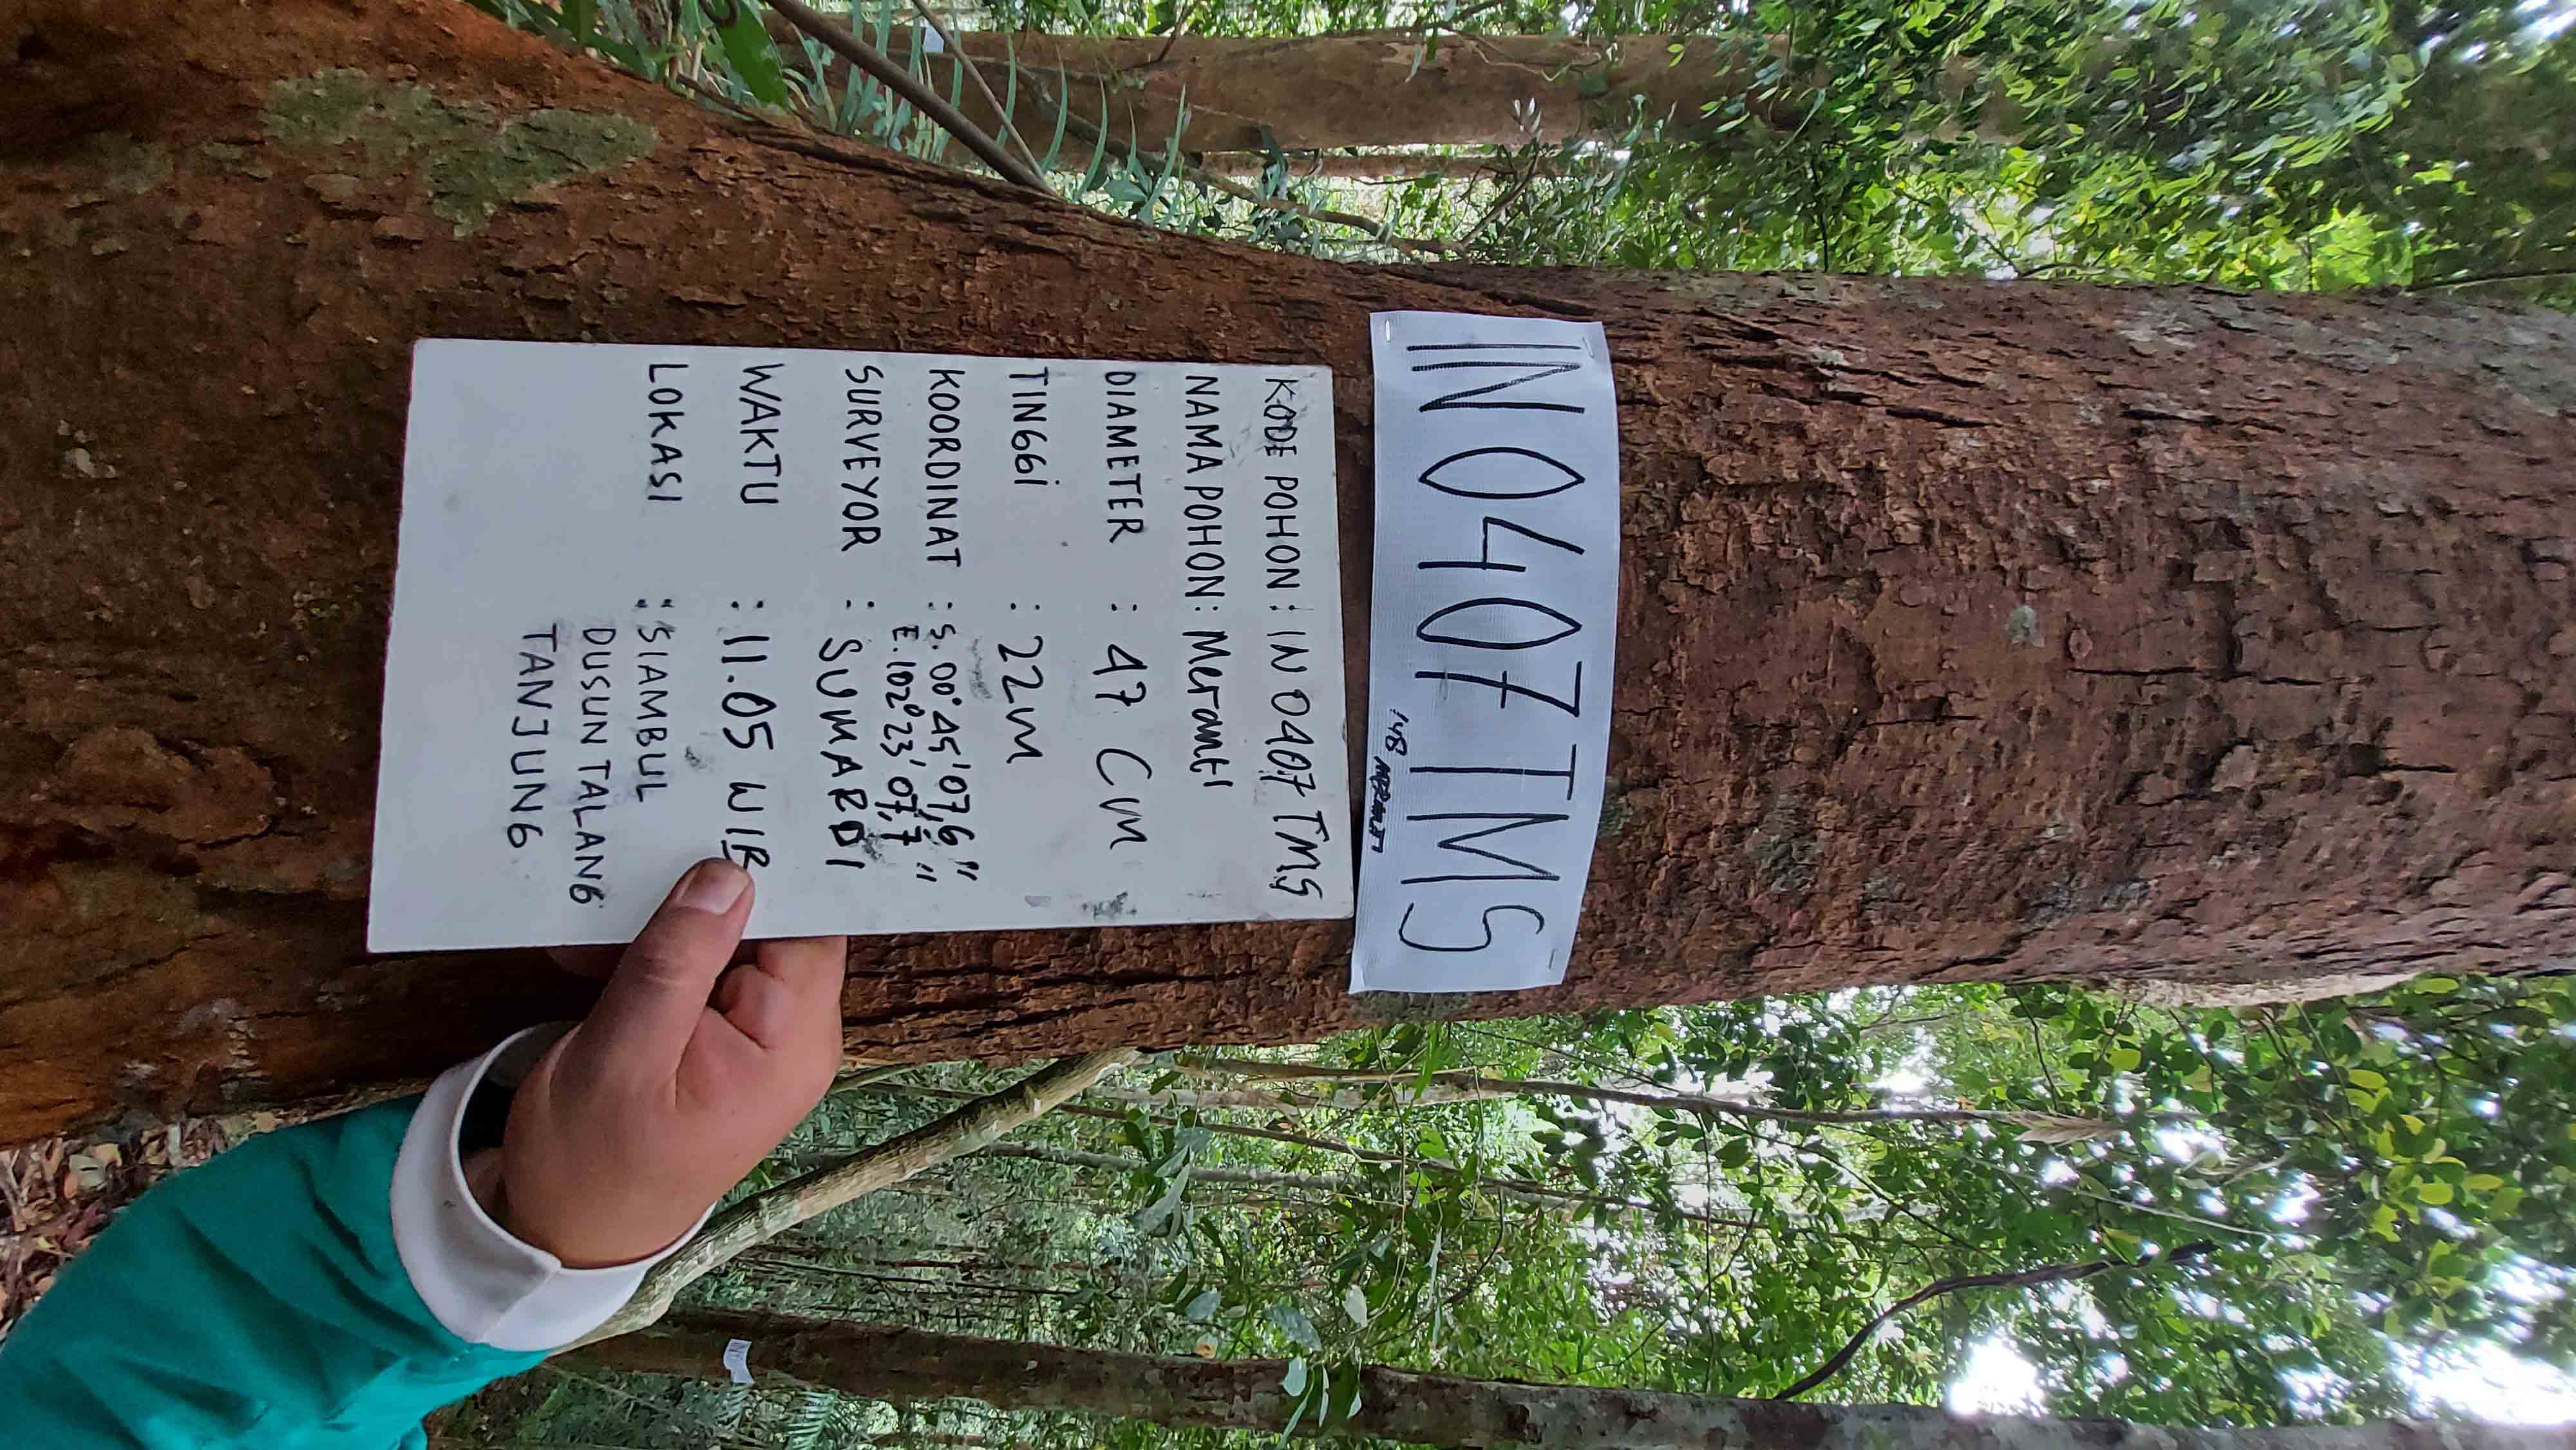 IN 0407 TMS
148 MERANTI
KODE POHON : IN 0407 TMS
NAMA POHON : Meranti
DIAMETER : 47 Cm
TINGGI : 22m
KOORDINAT : S. 00° 45' 07,6"
E. 102° 23' 07,7"
SURVEYOR : SUMARDI
WAKTU : 11.05 WIB
LOKASI : SIAMBUL
DUSUN TALANG
TANJUNG